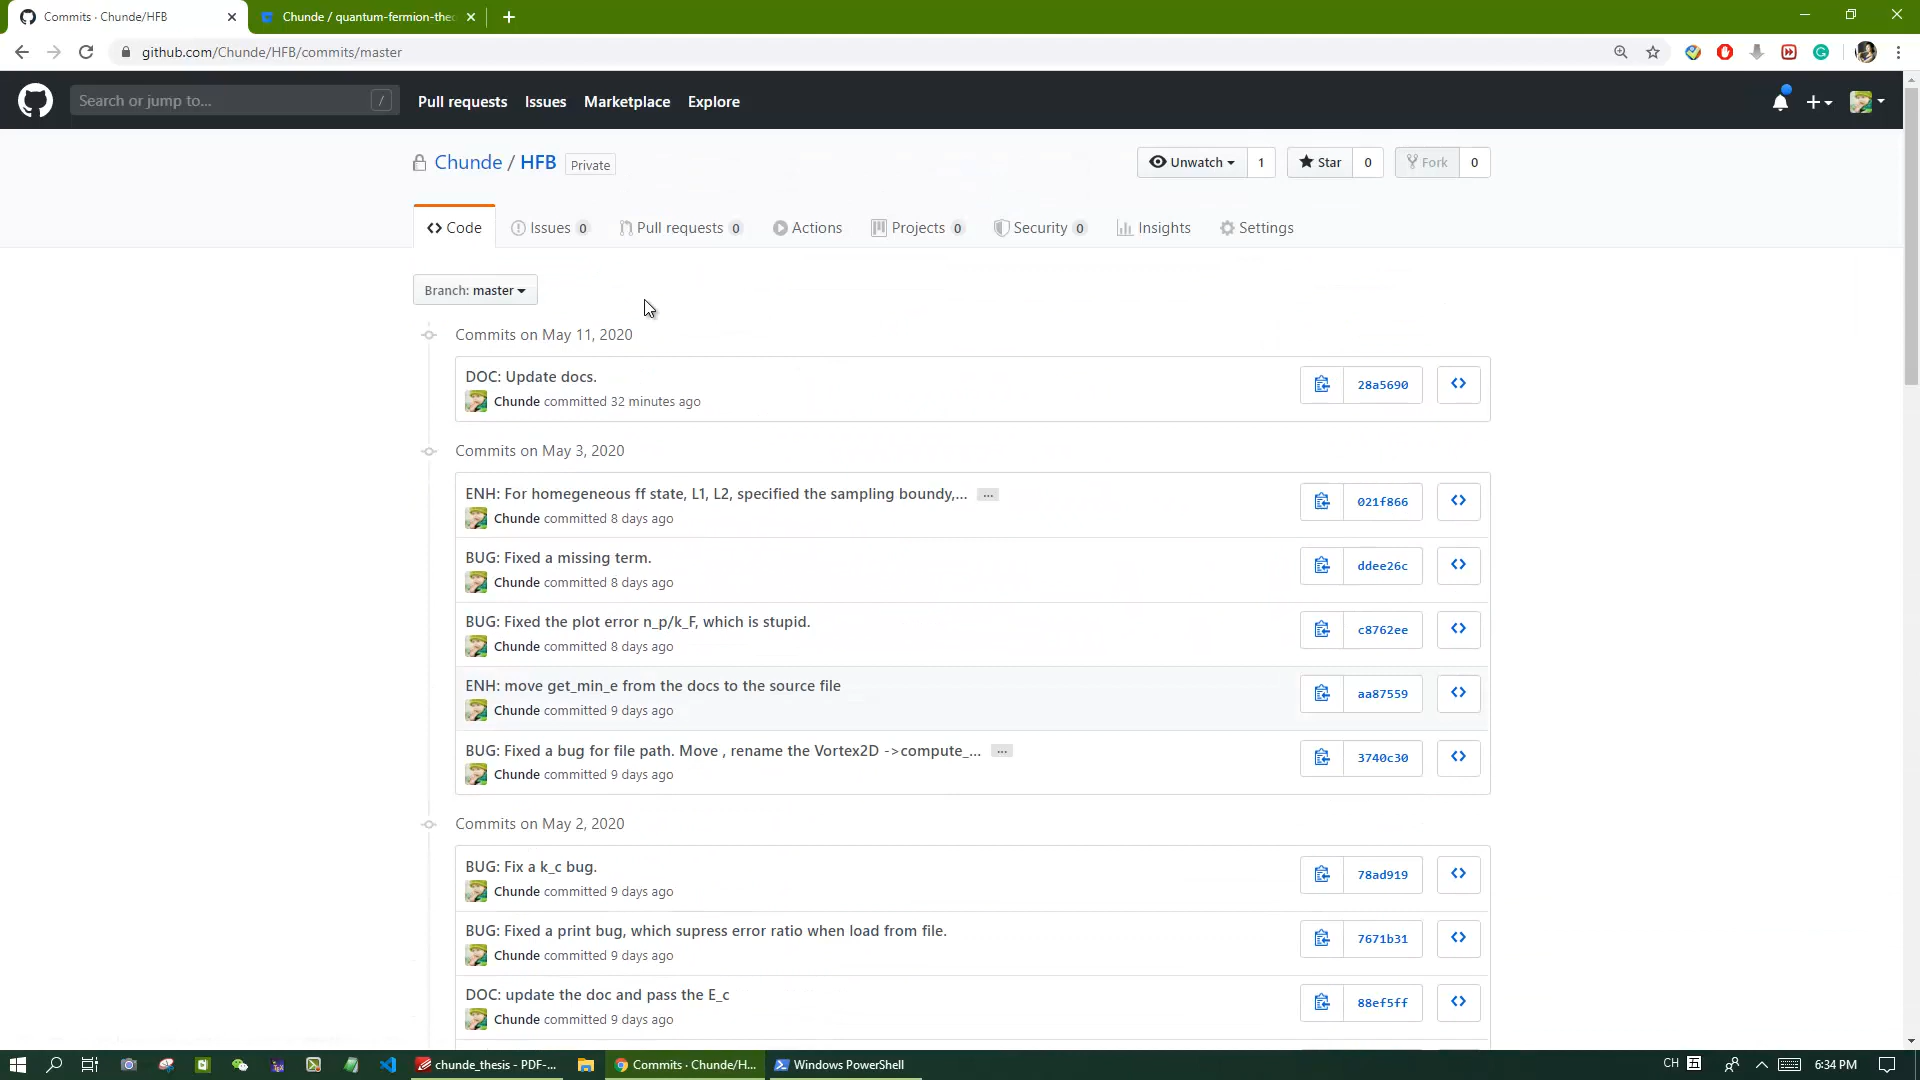 Commits · Chunde/HFB
Chunde / quantum-fermion-the
github.com/Chunde/HFB/commits/master
Search or jump to...
/
Pull requests
Issues
Marketplace
Explore
Chunde / HFB
Private
Unwatch
1
Star
0
Fork
0
Code
Issues 0
Pull requests 0
Actions
Projects 0
Security 0
Insights
Settings
Branch: master
Commits on May 11, 2020
DOC: Update docs.
Chunde committed 32 minutes ago
28a5690
Commits on May 3, 2020
ENH: For homegeneous ff state, L1, L2, specified the sampling boundy,... ...
Chunde committed 8 days ago
021f866
BUG: Fixed a missing term.
Chunde committed 8 days ago
ddee26c
BUG: Fixed the plot error n_p/k_F, which is stupid.
Chunde committed 8 days ago
c8762ee
ENH: move get_min_e from the docs to the source file
Chunde committed 9 days ago
aa87559
BUG: Fixed a bug for file path. Move , rename the Vortex2D ->compute_... ...
Chunde committed 9 days ago
3740c30
Commits on May 2, 2020
BUG: Fix a k_c bug.
Chunde committed 9 days ago
78ad919
BUG: Fixed a print bug, which supress error ratio when load from file.
Chunde committed 9 days ago
7671b31
DOC: update the doc and pass the E_c
Chunde committed 9 days ago
88ef5ff
chunde_thesis - PDF-...
Commits · Chunde/H...
Windows PowerShell
CH
五
6:34 PM